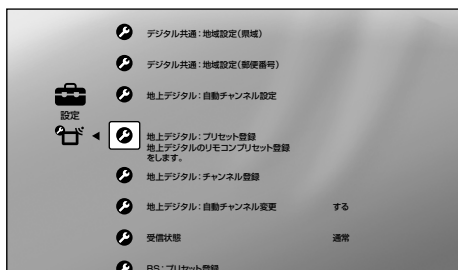 デジタル共通：地域設定（県域）
デジタル共通：地域設定（郵便番号）
地上デジタル：自動チャンネル設定
設定
地上デジタル：プリセット登録
地上デジタルのリモコンプリセット登録
をします。
地上デジタル：チャンネル登録
地上デジタル：自動チャンネル変更 する
受信状態 通常
BS：プリセット登録